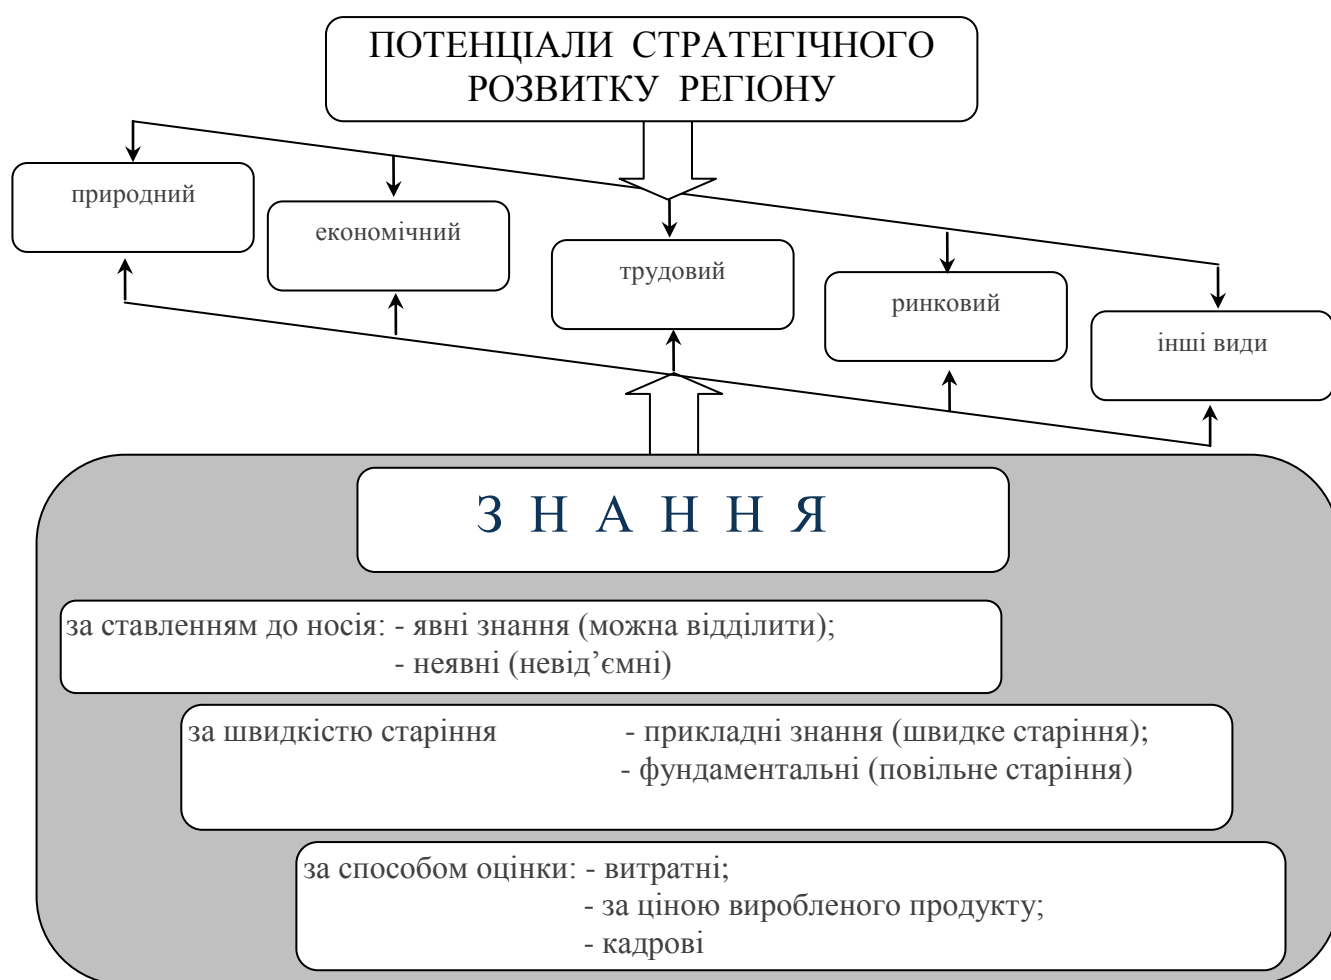 ПОТЕНЦІАЛИ СТРАТЕГІЧНОГО
РОЗВИТКУ РЕГІОНУ
природний
економічний
трудовий
ринковий
інші види
З Н А Н Н Я
за ставленням до носія: - явні знання (можна відділити);
- неявні (невід’ємні)
за швидкістю старіння - прикладні знання (швидке старіння);
- фундаментальні (повільне старіння)
за способом оцінки: - витратні;
- за ціною виробленого продукту;
- кадрові